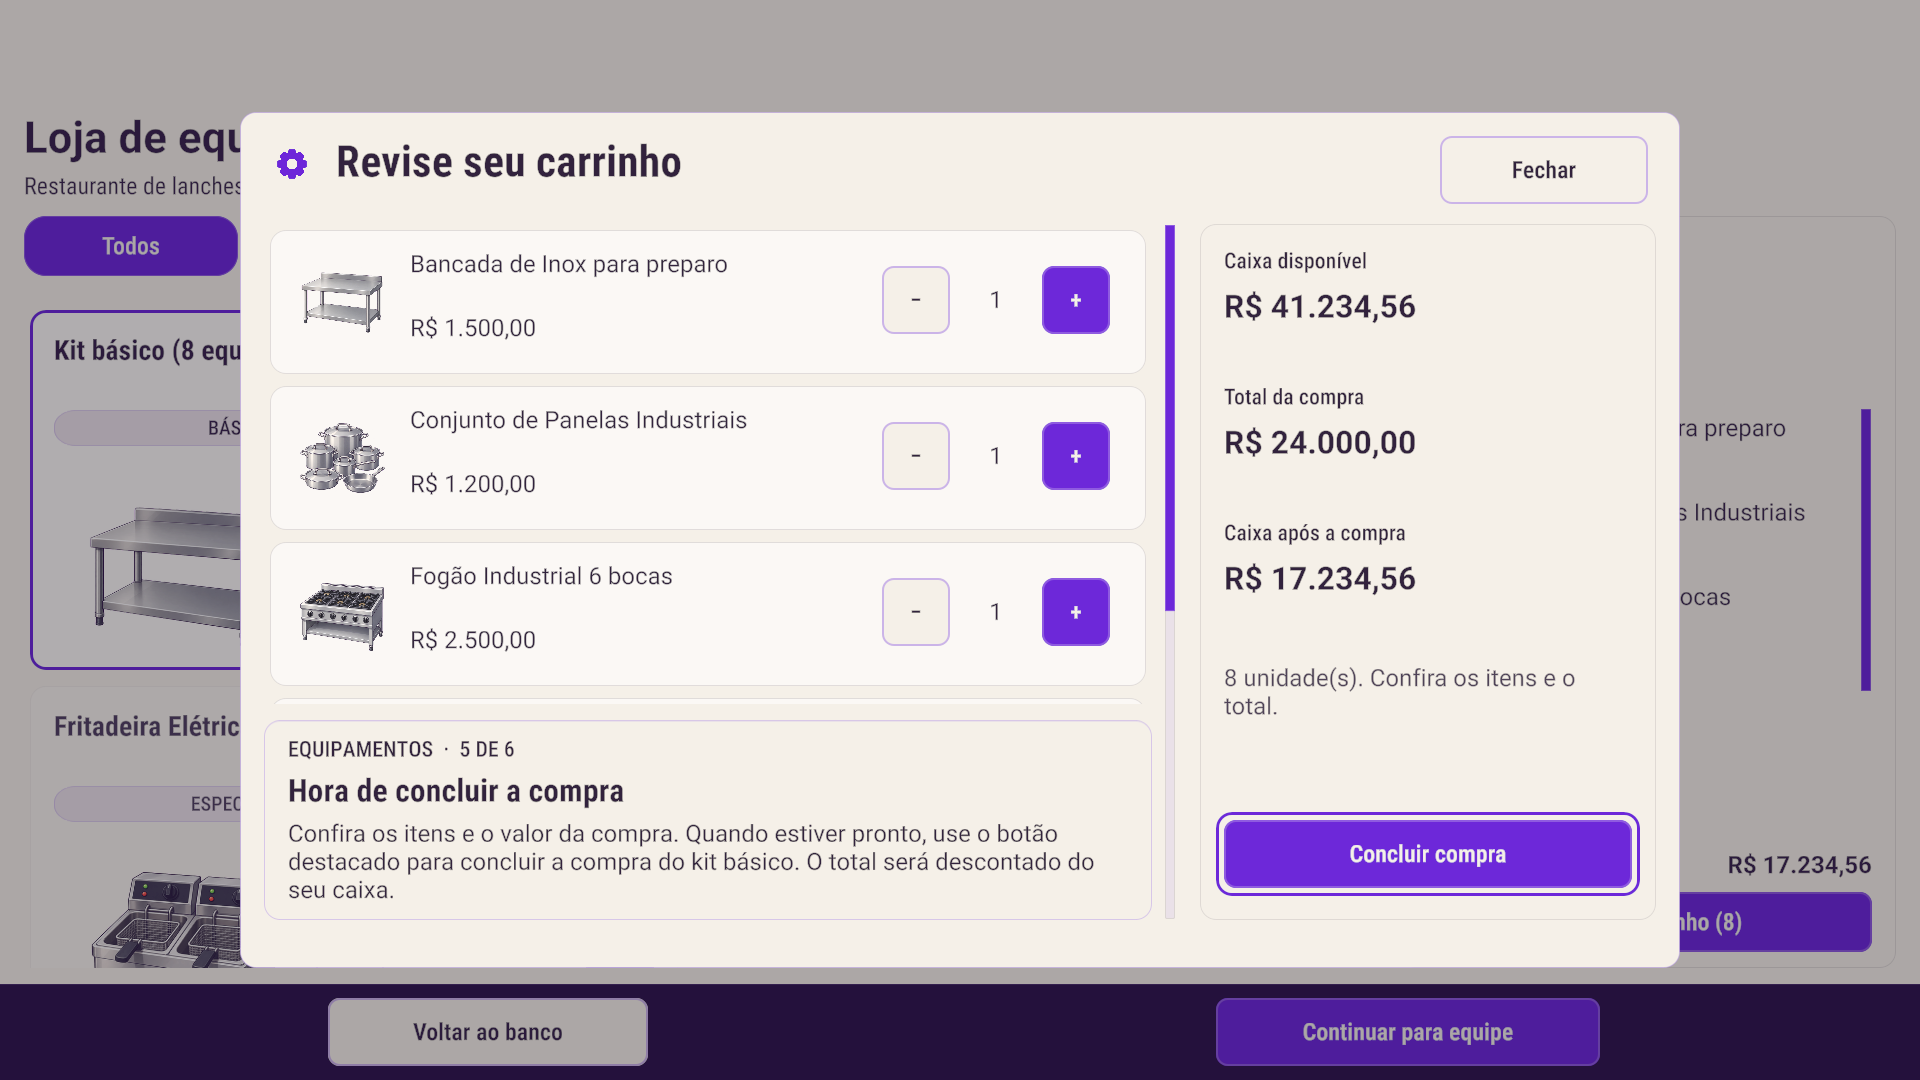 Loja de equ
Restaurante de lanches
Todos
Kit básico (8 equ
BÁS
Fritadeira Elétric
ESPEC
Revise seu carrinho
Fechar
Bancada de Inox para preparo
R$ 1.500,00
- 1 +
Conjunto de Panelas Industriais
R$ 1.200,00
- 1 +
Fogão Industrial 6 bocas
R$ 2.500,00
- 1 +
EQUIPAMENTOS · 5 DE 6
Hora de concluir a compra
Confira os itens e o valor da compra. Quando estiver pronto, use o botão
destacado para concluir a compra do kit básico. O total será descontado do
seu caixa.
Caixa disponível
R$ 41.234,56
Total da compra
R$ 24.000,00
Caixa após a compra
R$ 17.234,56
8 unidade(s). Confira os itens e o
total.
Concluir compra
ra preparo
s Industriais
ocas
R$ 17.234,56
nho (8)
Voltar ao banco
Continuar para equipe